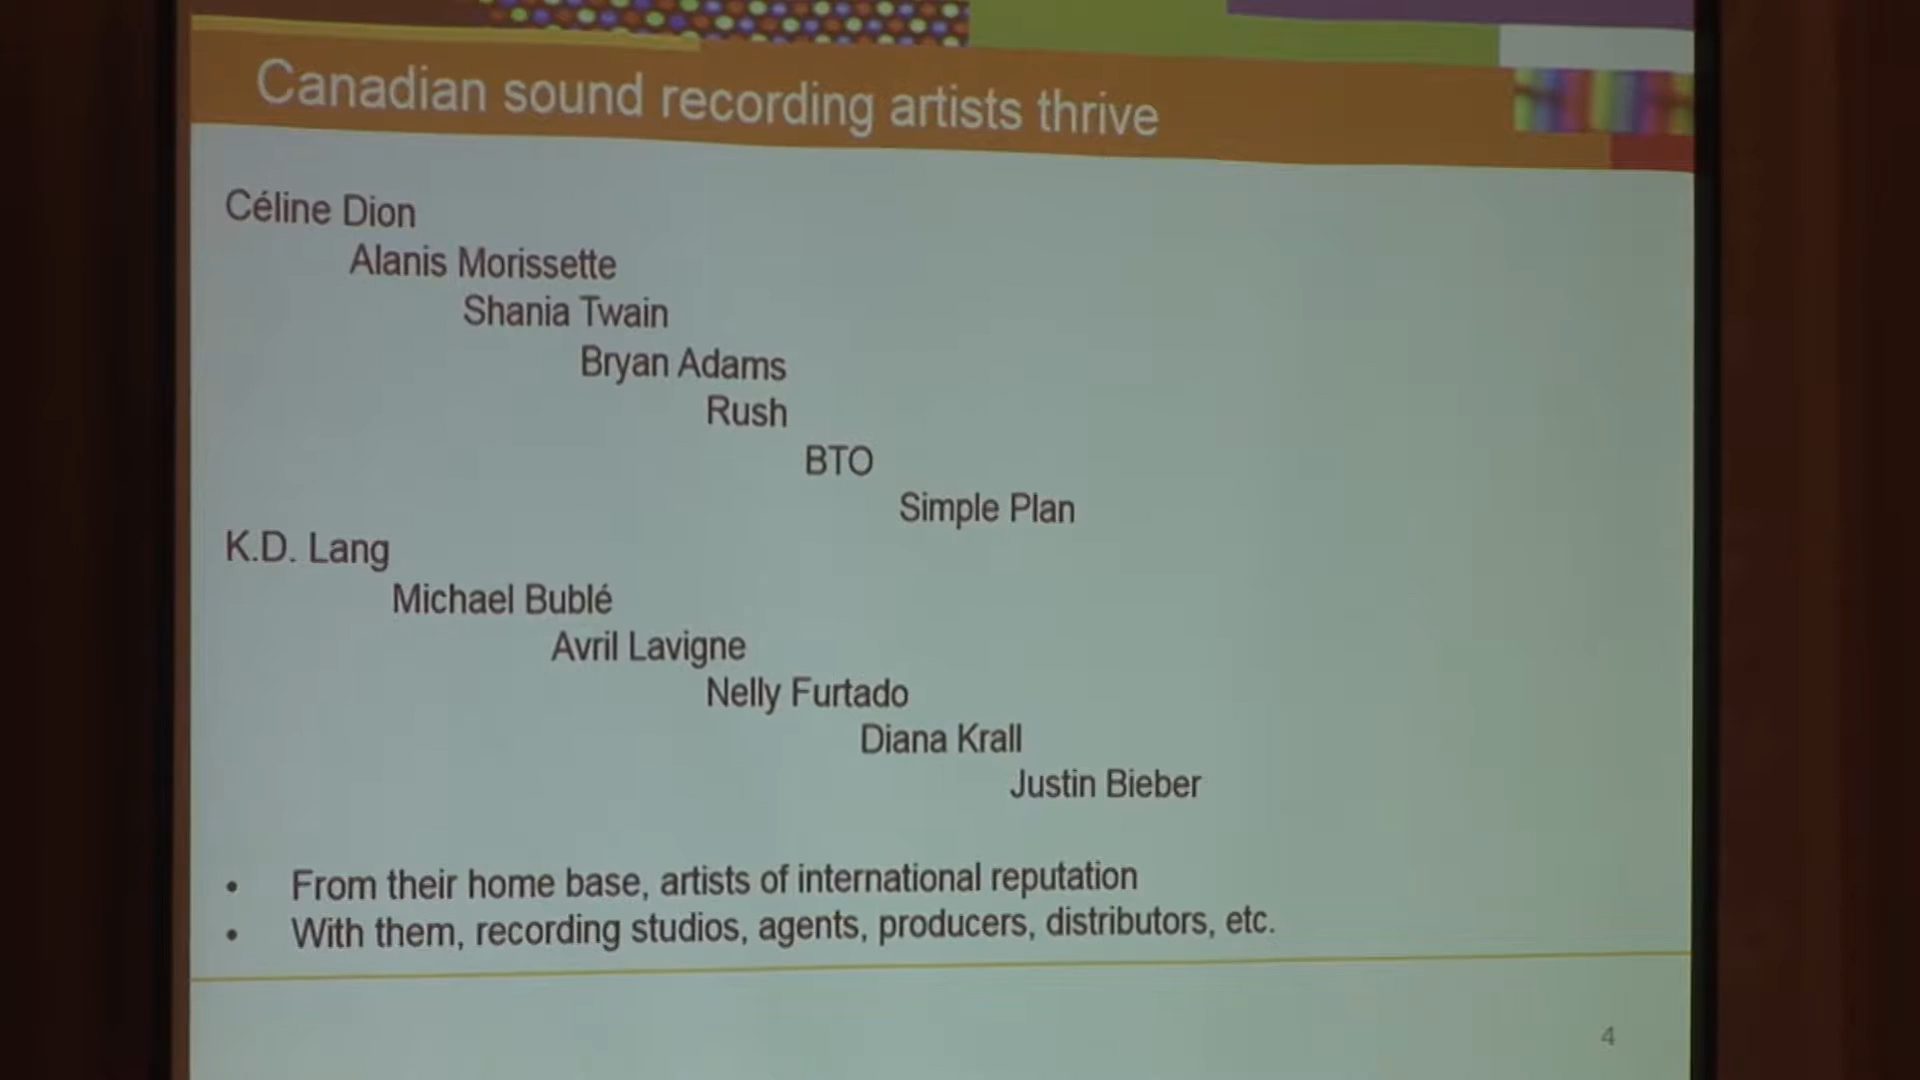 Canadian sound recording artists thrive
Céline Dion
Alanis Morissette
Shania Twain
Bryan Adams
Rush
BTO
Simple Plan
K.D. Lang
Michael Bublé
Avril Lavigne
Nelly Furtado
Diana Krall
Justin Bieber
• From their home base, artists of international reputation
• With them, recording studios, agents, producers, distributors, etc.
4